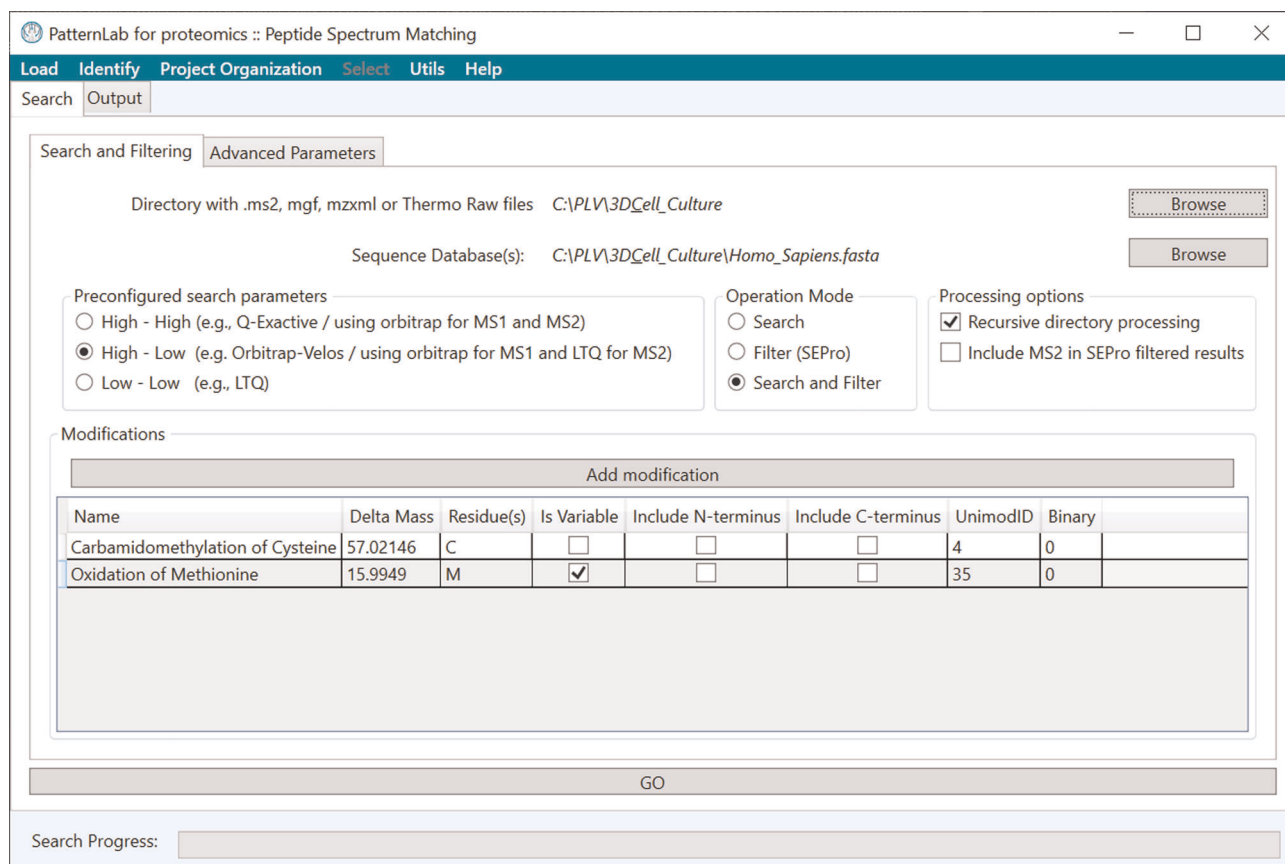 PatternLab for proteomics :: Peptide Spectrum Matching
Load Identify Project Organization Select Utils Help
Search Output
Search and Filtering Advanced Parameters
Directory with .ms2, mgf, mzxml or Thermo Raw files C:\PLV\3DCell_Culture Browse
Sequence Database(s): C:\PLV\3DCell_Culture\Homo_Sapiens.fasta Browse
Preconfigured search parameters Operation Mode Processing options
High - High (e.g., Q-Exactive / using orbitrap for MS1 and MS2) Search Recursive directory processing
High - Low (e.g. Orbitrap-Velos / using orbitrap for MS1 and LTQ for MS2) Filter (SEPro) Include MS2 in SEPro filtered results
Low - Low (e.g., LTQ) Search and Filter
Modifications
Add modification
Name Delta Mass Residue(s) Is Variable Include N-terminus Include C-terminus UnimodID Binary
Carbamidomethylation of Cysteine 57.02146 C 4 0
Oxidation of Methionine 15.9949 M 35 0
GO
Search Progress: